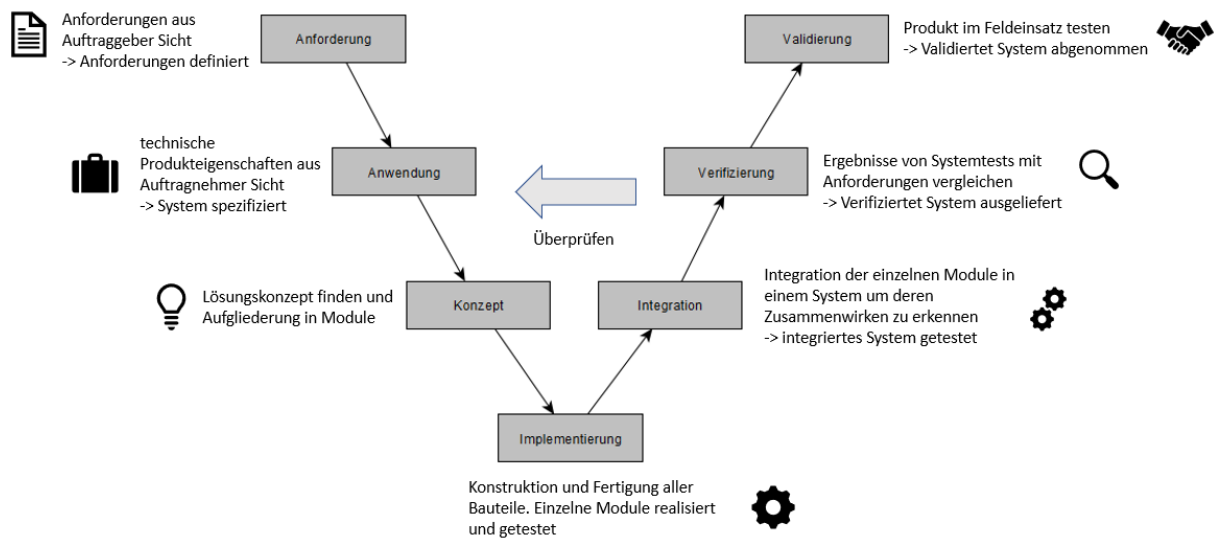 Anforderungen aus
Auftraggeber Sicht
-> Anforderungen definiert
Anforderung
Validierung
Produkt im Feldeinsatz testen
-> Validiertet System abgenommen
technische
Produkteigenschaften aus
Auftragnehmer Sicht
-> System spezifiziert
Anwendung
Überprüfen
Verifizierung
Ergebnisse von Systemtests mit
Anforderungen vergleichen
-> Verifiziertet System ausgeliefert
Lösungskonzept finden und
Aufgliederung in Module
Konzept
Integration
Integration der einzelnen Module in
einem System um deren
Zusammenwirken zu erkennen
-> integriertes System getestet
Implementierung
Konstruktion und Fertigung aller
Bauteile. Einzelne Module realisiert
und getestet